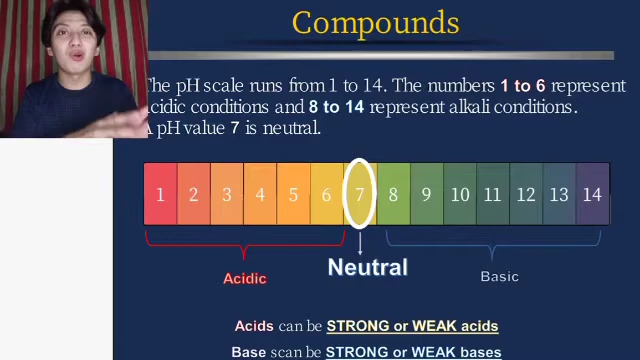 Compounds
The pH scale runs from 1 to 14. The numbers 1 to 6 represent
acidic conditions and 8 to 14 represent alkali conditions.
A pH value 7 is neutral.
1 2 3 4 5 6 7 8 9 10 11 12 13 14
Neutral
Acidic
Basic
Acids can be STRONG or WEAK acids
Base scan be STRONG or WEAK bases